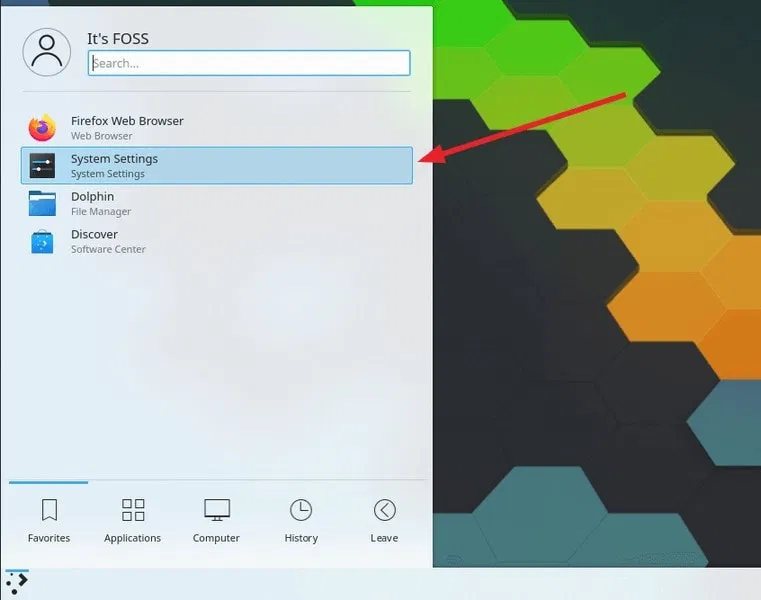 It's FOSS
Search...
Firefox Web Browser
Web Browser
System Settings
System Settings
Dolphin
File Manager
Discover
Software Center
Favorites
Applications
Computer
History
Leave